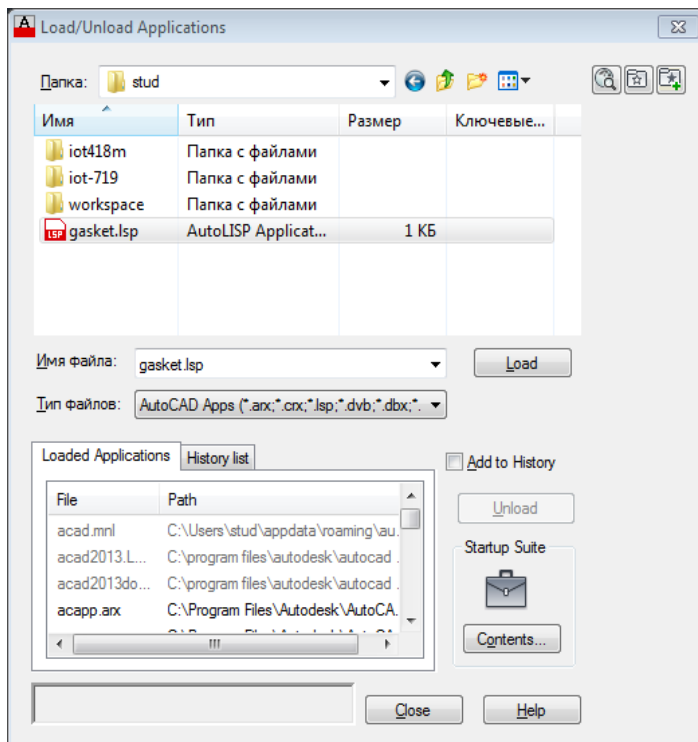 Load/Unload Applications
Папка: stud
Имя Тип Размер Ключевые...
iot418m Папка с файлами
iot-719 Папка с файлами
workspace Папка с файлами
LSP gasket.lsp AutoLISP Applicat... 1 КБ
Имя файла: gasket.lsp Load
Тип файлов: AutoCAD Apps (*.arx;*.crx;*.lsp;*.dvb;*.dbx;*.
Loaded Applications History list Add to History
File Path Unload
acad.mnl C:\Users\stud\appdata\roaming\au.
acad2013.L... C:\program files\autodesk\autocad .
Startup Suite
acad2013do... C:\program files\autodesk\autocad .
acapp.arx C:\Program Files\Autodesk\AutoCA.
Contents...
Close Help